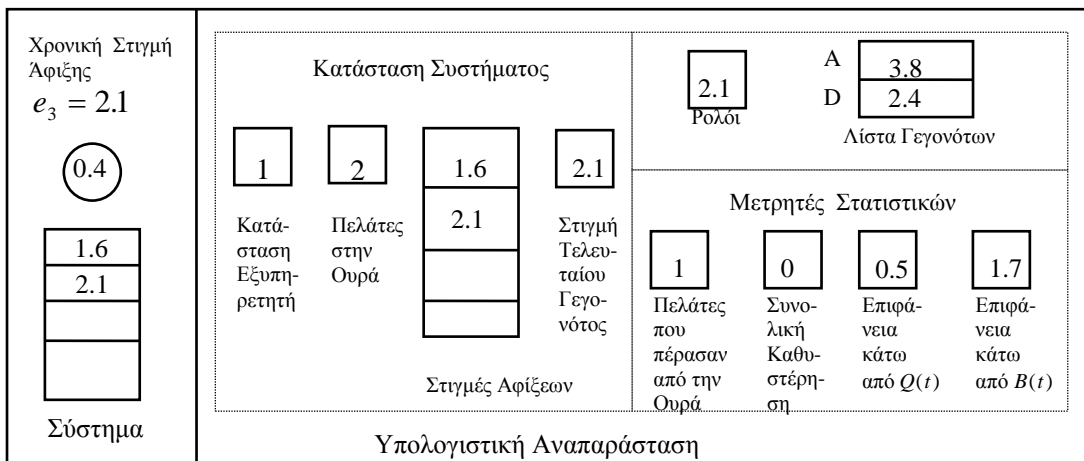 Χρονική Στιγμή
Άφιξης
e₃ = 2.1
0.4
1.6
2.1
Σύστημα
Κατάσταση Συστήματος
1
2
1.6
2.1
2.1
Κατά-
σταση
Εξυπη-
ρετητή
Πελάτες
στην
Ουρά
Στιγμή
Τελευ-
ταίου
Γεγο-
νότος
Στιγμές Αφίξεων
2.1
Ρολόι
A
3.8
D
2.4
Λίστα Γεγονότων
Μετρητές Στατιστικών
1
0
0.5
1.7
Πελάτες
που
πέρασαν
από την
Ουρά
Συνο-
λική
Καθυ-
στέρη-
ση
Επιφά-
νεια
κάτω
από Q(t)
Επιφά-
νεια
κάτω
από B(t)
Υπολογιστική Αναπαράσταση